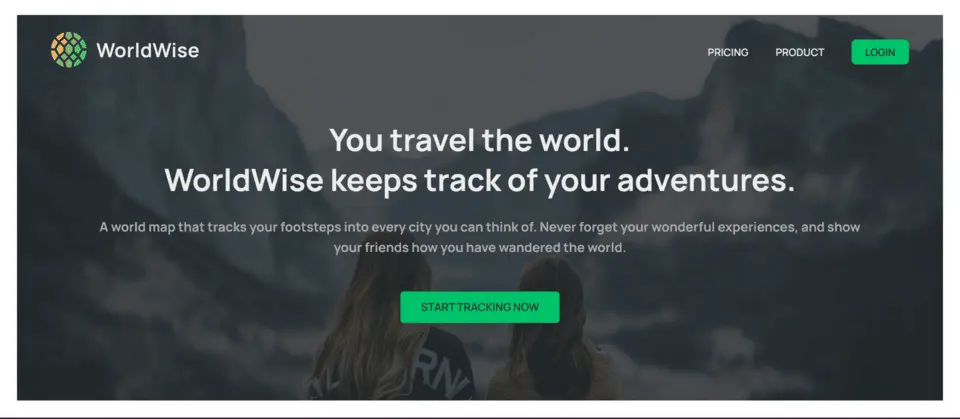 WorldWise
PRICING
PRODUCT
LOGIN
You travel the world.
WorldWise keeps track of your adventures.
A world map that tracks your footsteps into every city you can think of. Never forget your wonderful experiences, and show
your friends how you have wandered the world.
START TRACKING NOW